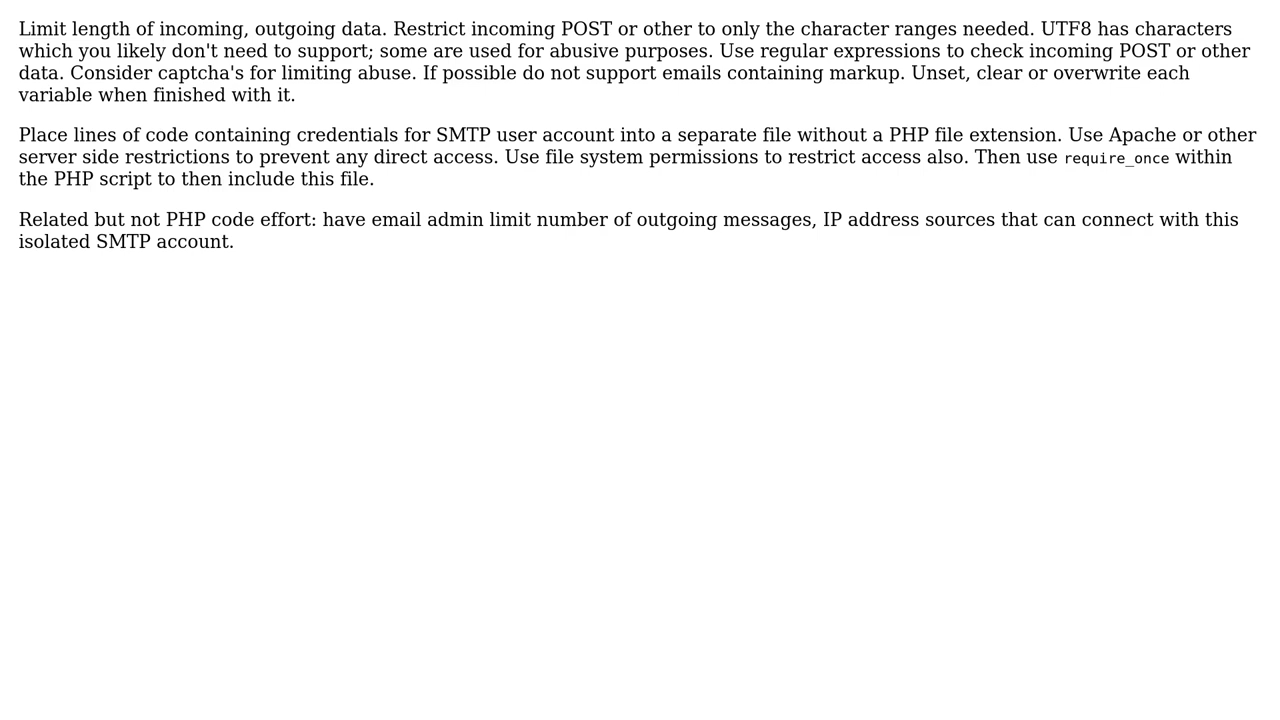 Limit length of incoming, outgoing data. Restrict incoming POST or other to only the character ranges needed. UTF8 has characters
which you likely don't need to support; some are used for abusive purposes. Use regular expressions to check incoming POST or other
data. Consider captcha's for limiting abuse. If possible do not support emails containing markup. Unset, clear or overwrite each
variable when finished with it.
Place lines of code containing credentials for SMTP user account into a separate file without a PHP file extension. Use Apache or other
server side restrictions to prevent any direct access. Use file system permissions to restrict access also. Then use require_once within
the PHP script to then include this file.
Related but not PHP code effort: have email admin limit number of outgoing messages, IP address sources that can connect with this
isolated SMTP account.